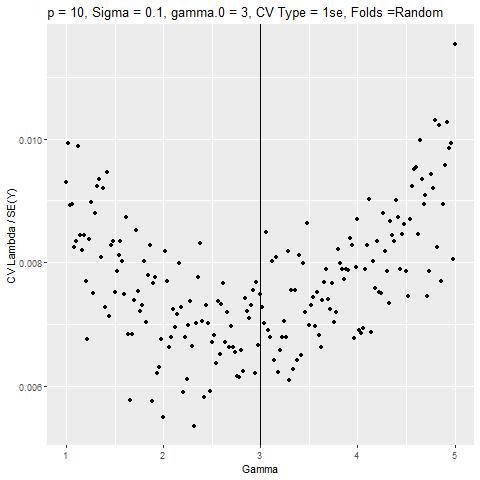 p = 10, Sigma = 0.1, gamma.0 = 3, CV Type = 1se, Folds =Random
CV Lambda / SE(Y)
0.010
0.008
0.006
1 2 3 4 5
Gamma